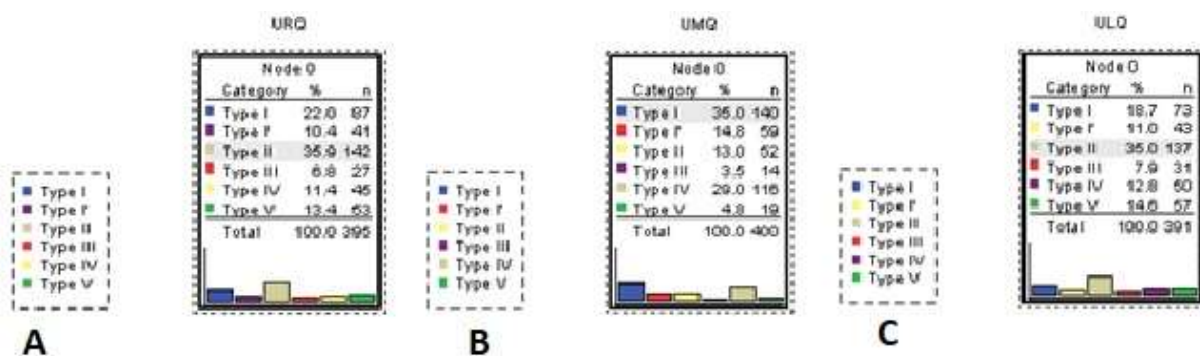 URQ
Node 0
Category % n
Type I 22.0 87
Type I' 10.4 41
Type II 35.9 142
Type III 6.8 27
Type IV 11.4 45
Type V 13.4 53
Total 100.0 395
Type I
Type I'
Type II
Type III
Type IV
Type V
A
UMQ
Node 0
Category % n
Type I 35.0 140
Type I' 14.8 59
Type II 13.0 52
Type III 3.5 14
Type IV 29.0 116
Type V 4.8 19
Total 100.0 400
Type I
Type I'
Type II
Type III
Type IV
Type V
B
ULQ
Node 0
Category % n
Type I 18.7 73
Type I' 11.0 43
Type II 35.0 137
Type III 7.9 31
Type IV 12.8 50
Type V 14.6 57
Total 100.0 391
Type I
Type I'
Type II
Type III
Type IV
Type V
C